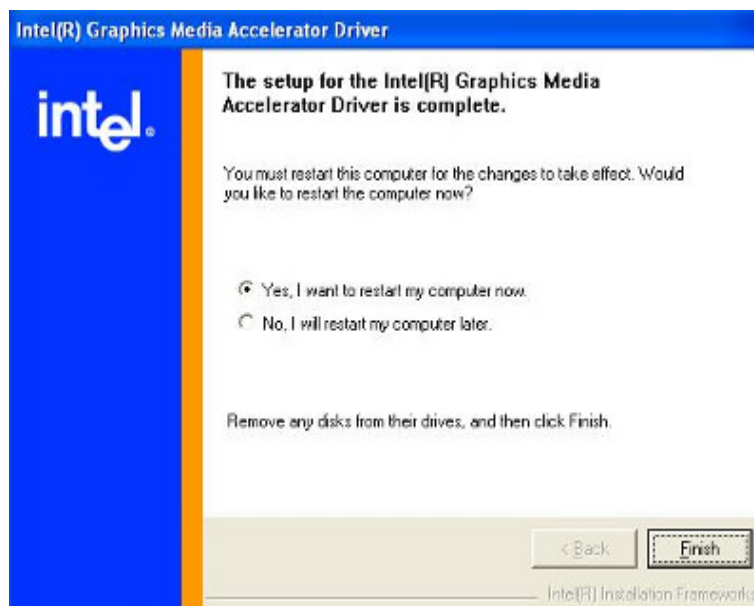 Intel(R) Graphics Media Accelerator Driver
intel®
The setup for the Intel(R) Graphics Media
Accelerator Driver is complete.
You must restart this computer for the changes to take effect. Would
you like to restart the computer now?
Yes, I want to restart my computer now.
No, I will restart my computer later.
Remove any disks from their drives, and then click Finish.
< Back
Finish
Intel(R) Installation Frameworks